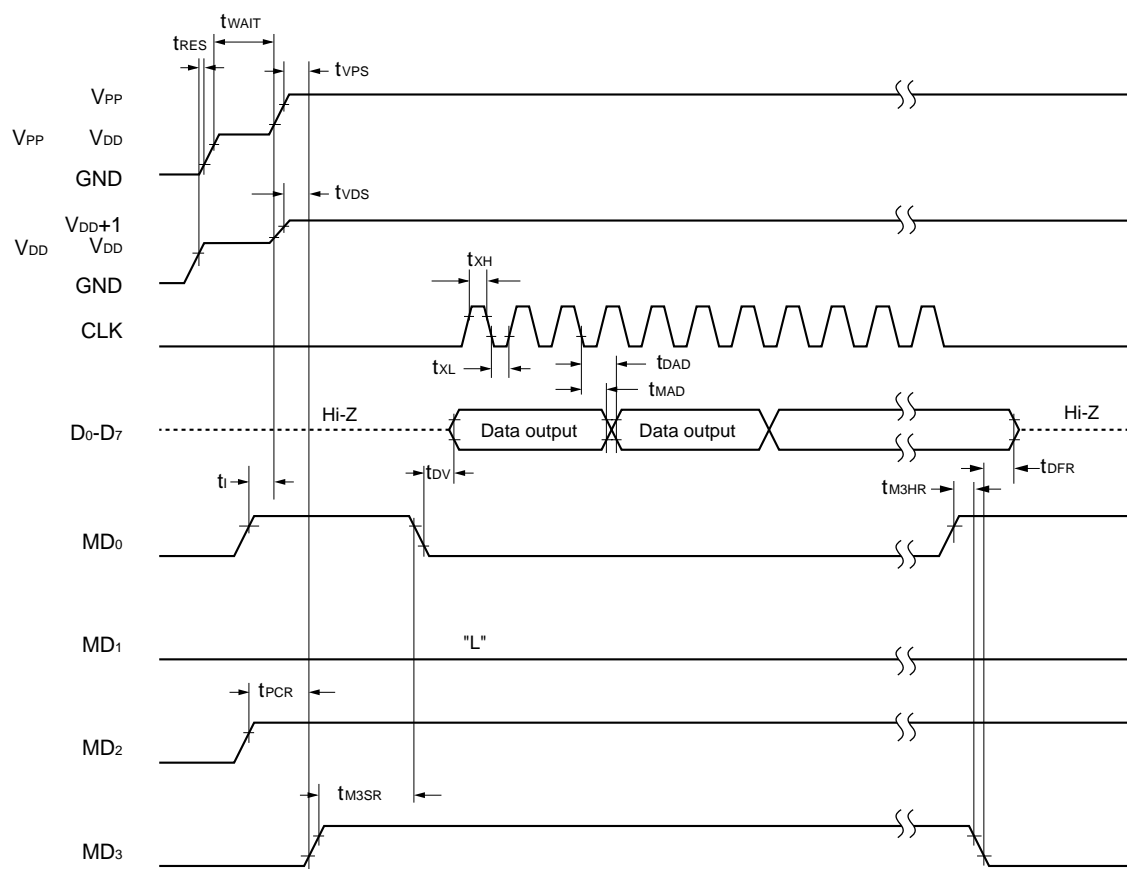 tWAIT
tRES
tVPS
VPP
VPP VDD
GND
tVDS
VDD+1
VDD VDD
GND
tXH
CLK
tXL
tDAD
tMAD
Hi-Z
Hi-Z
D0-D7
Data output
Data output
tDV
tDFR
tI
tM3HR
MD0
MD1
"L"
tPCR
MD2
tM3SR
MD3